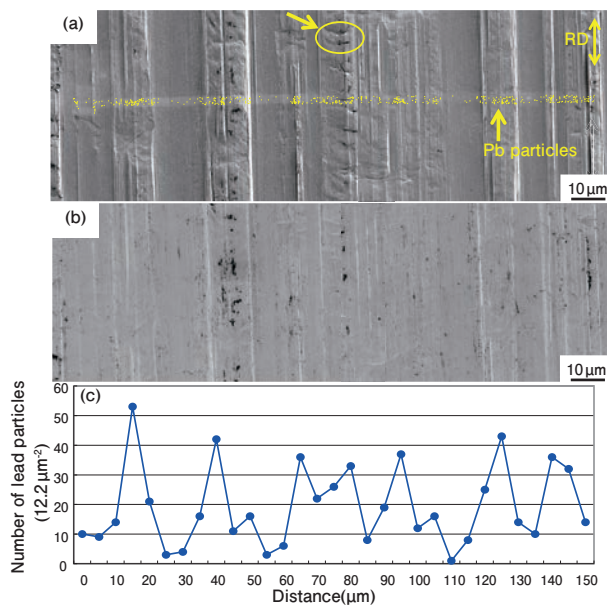 (a)
RD
Pb particles
10 μm
(b)
10 μm
(c)
Number of lead particles
(12.2 μm-2)
60
50
40
30
20
10
0
0 10 20 30 40 50 60 70 80 90 100 110 120 130 140 150
Distance(μm)